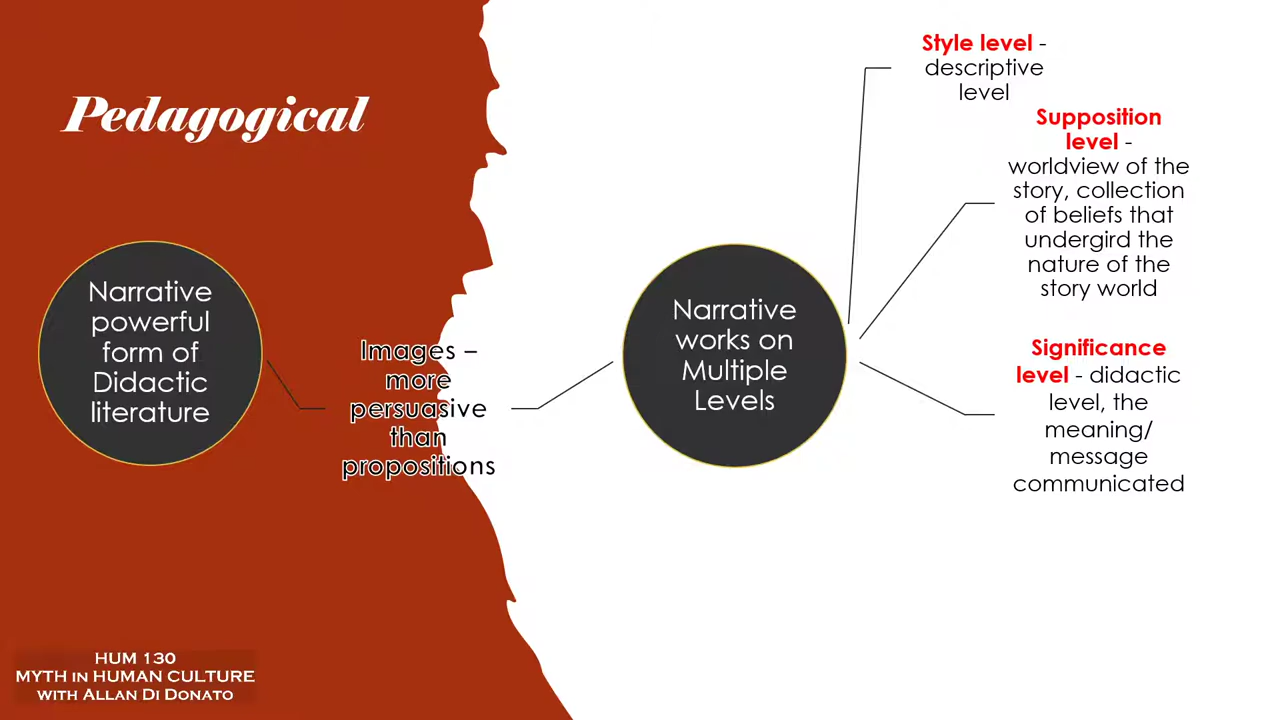 Pedagogical
Narrative
powerful
form of
Didactic
literature
Images –
more
persuasive
than
propositions
Narrative
works on
Multiple
Levels
Style level -
descriptive
level
Supposition
level -
worldview of the
story, collection
of beliefs that
undergird the
nature of the
story world
Significance
level - didactic
level, the
meaning/
message
communicated
HUM 130
MYTH IN HUMAN CULTURE
WITH ALLAN DI DONATO